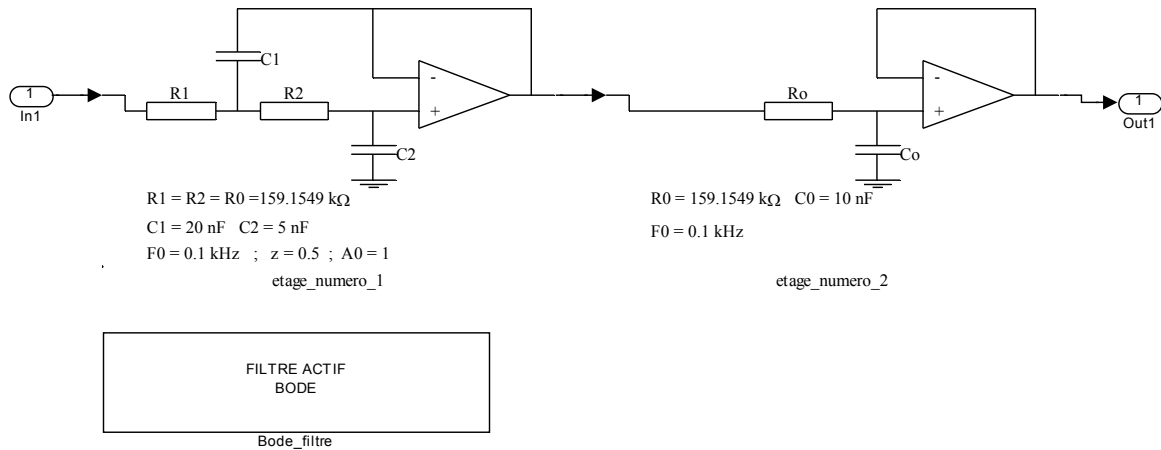 C1
R1
R2
-
+
1
In1
C2
Ro
-
+
1
Out1
Co
R1 = R2 = R0 =159.1549 kΩ
C1 = 20 nF C2 = 5 nF
F0 = 0.1 kHz ; z = 0.5 ; A0 = 1
etage_numero_1
R0 = 159.1549 kΩ C0 = 10 nF
F0 = 0.1 kHz
etage_numero_2
FILTRE ACTIF
BODE
Bode_filtre